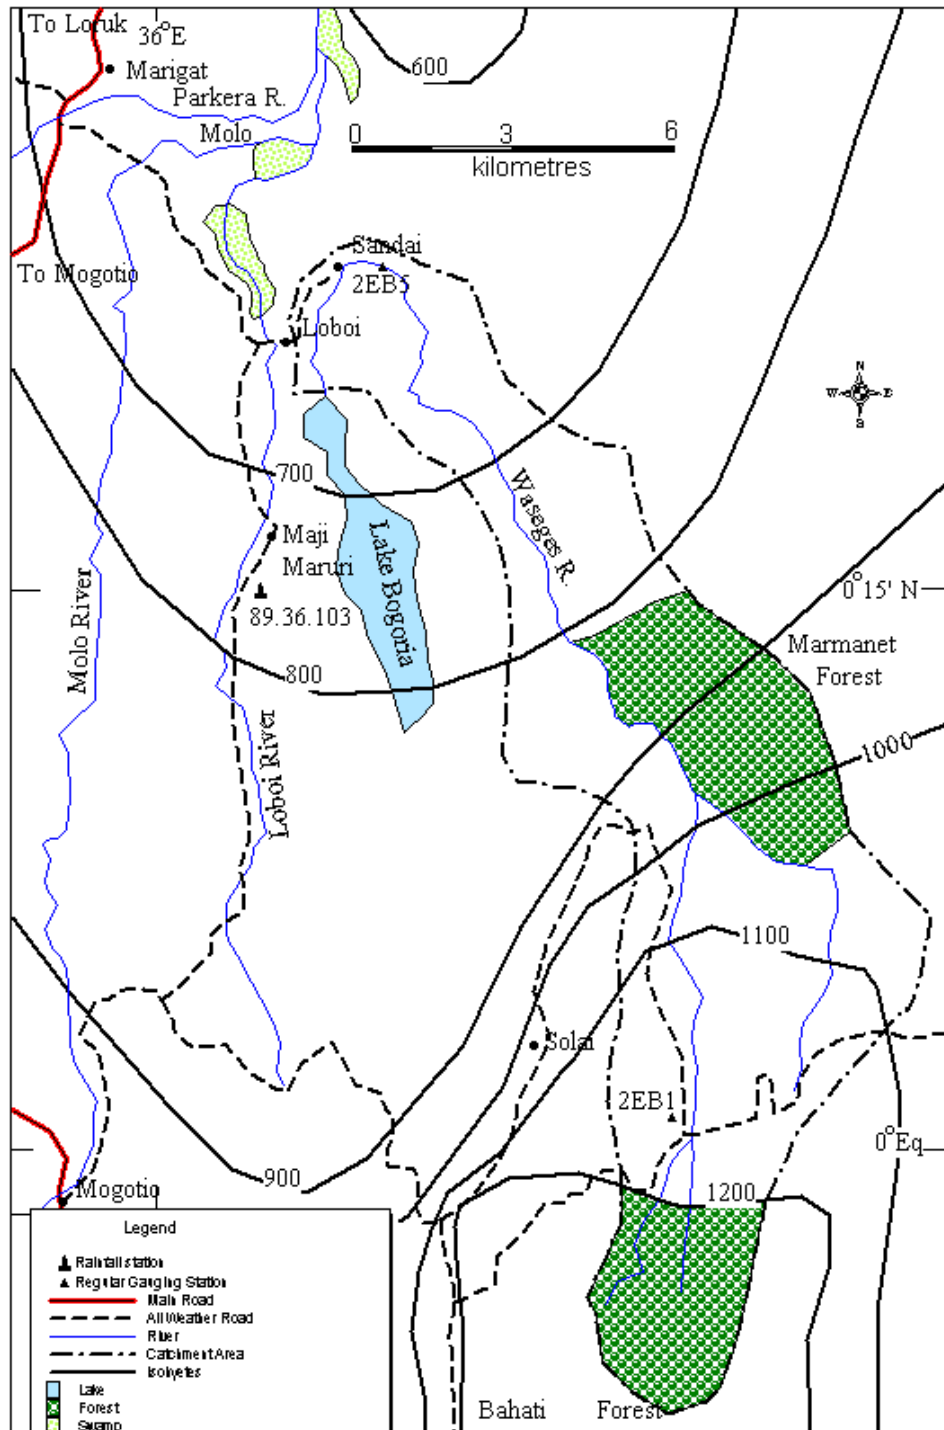 To Loruk
36°E
Marigat
600
Parkera R.
Molo
0 3 6
kilometres
Sandai
To Mogotio
2EB5
Loboi
N
W E
S
700
Waseges R.
Maji
Maruri
Lake Bogoria
0°15' N
89.36.103
Molo River
Marmanet
Forest
800
Loboi River
1000
1100
Solai
2EB1
0°Eq
900
Mogotio
1200
Legend
Rainfall station
Regular Gauging Station
Main Road
All Weather Road
River
Catchment Area
Isohyetes
Lake
Forest
Swamp
Bahati Forest